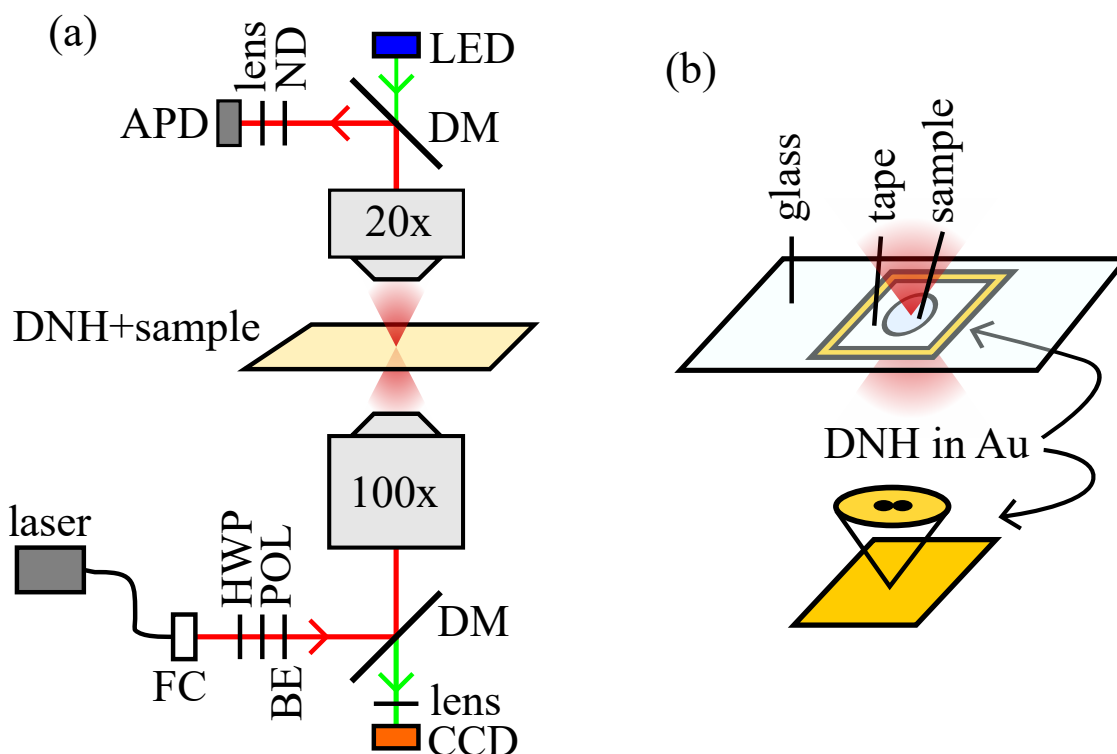 (a)
lens
ND
LED
APD
DM
20x
DNH+sample
100x
laser
HWP
POL
DM
FC
BE
lens
CCD
(b)
glass
tape
sample
DNH in Au